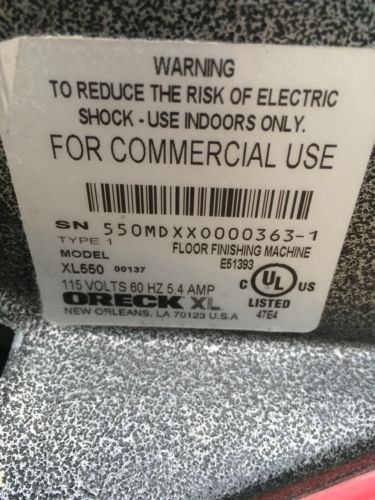 WARNING
TO REDUCE THE RISK OF ELECTRIC
SHOCK - USE INDOORS ONLY.
FOR COMMERCIAL USE
SN 550MDXX0000363-1
TYPE 1 FLOOR FINISHING MACHINE
MODEL E51393
XL550 00137
C UL US
115 VOLTS 60 HZ 5.4 AMP LISTED
ORECK XL 47E4
NEW ORLEANS, LA 70123 U.S.A